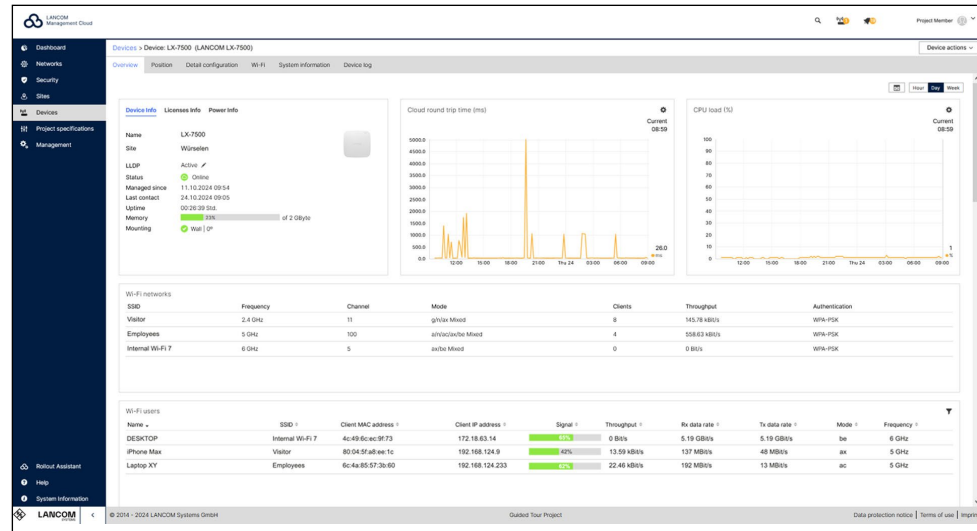 LANCOM
Management Cloud
Project Member
Dashboard
Networks
Security
Sites
Devices
Project specifications
Management
Rollout Assistant
Help
System Information
LANCOM
SYSTEMS
Devices > Device: LX-7500 (LANCOM LX-7500)
Device actions
Overview Position Detail configuration Wi-Fi System information Device log
Hour Day Week
Device Info Licenses Info Power Info
Name LX-7500
Site Würselen
LLDP Active
Status Online
Managed since 11.10.2024 09:54
Last contact 24.10.2024 09:05
Uptime 00:26:39 Std.
Memory 33% of 2 GByte
Mounting Wall | 0°
Cloud round trip time (ms)
Current
08:59
5000.0
4500.0
4000.0
3500.0
3000.0
2500.0
2000.0
1500.0
1000.0
500.0
0.0
26.0
ms
12:00 15:00 18:00 21:00 Thu 24 03:00 06:00 09:00
CPU load (%)
Current
08:59
100
90
80
70
60
50
40
30
20
10
0
1
%
12:00 15:00 18:00 21:00 Thu 24 03:00 06:00 09:00
Wi-Fi networks
SSID Frequency Channel Mode Clients Throughput Authentication
Visitor 2.4 GHz 11 g/n/ax Mixed 8 145.78 kBit/s WPA-PSK
Employees 5 GHz 100 a/n/ac/ax/be Mixed 4 558.63 kBit/s WPA-PSK
Internal Wi-Fi 7 6 GHz 5 ax/be Mixed 0 0 Bit/s WPA-PSK
Wi-Fi users
Name SSID Client MAC address Client IP address Signal Throughput Rx data rate Tx data rate Mode Frequency
DESKTOP Internal Wi-Fi 7 4c:49:6c:ec:9f:73 172.18.63.14 0 Bit/s 5.19 GBit/s 5.19 GBit/s be 6 GHz
iPhone Max Visitor 80:04:5f:a8:ee:1c 192.168.124.9 42% 13.59 kBit/s 137 MBit/s 48 MBit/s ax 5 GHz
Laptop XY Employees 6c:4a:85:57:3b:60 192.168.124.233 62% 22.46 kBit/s 192 MBit/s 13 MBit/s ac 5 GHz
© 2014 - 2024 LANCOM Systems GmbH
Guided Tour Project
Data protection notice | Terms of use | Imprin